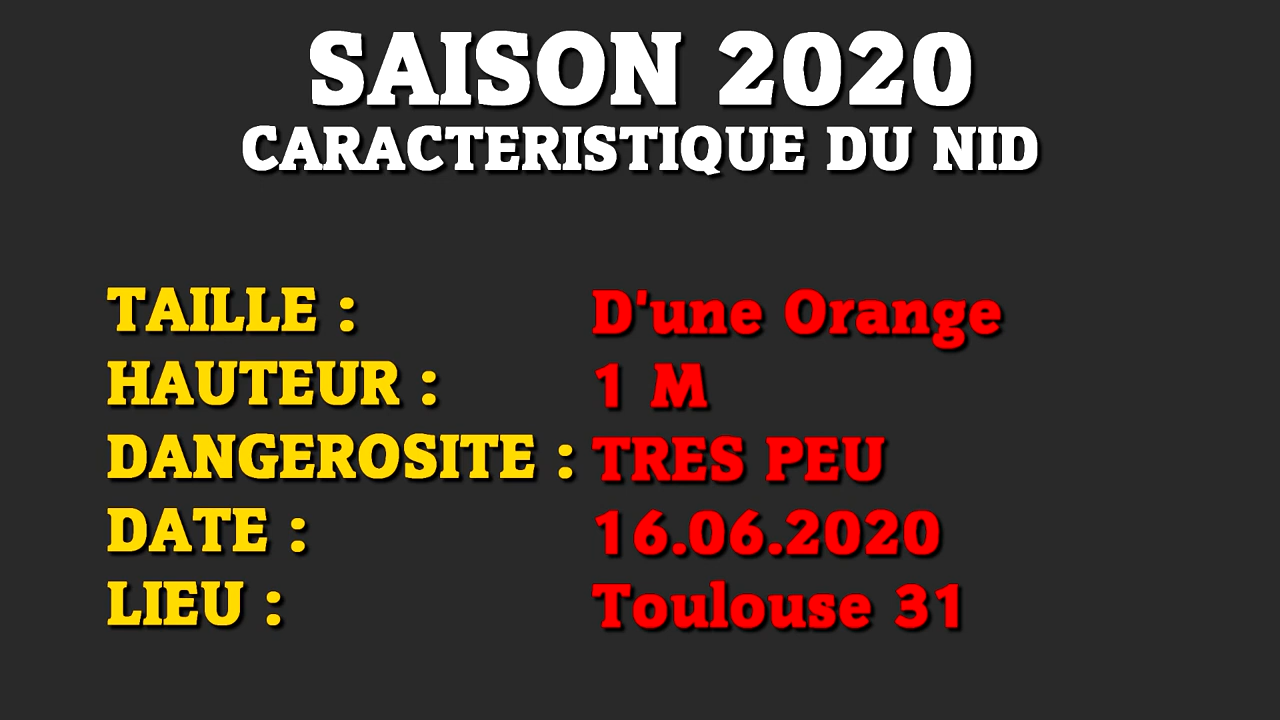 SAISON 2020
CARACTERISTIQUE DU NID
TAILLE : D'une Orange
HAUTEUR : 1 M
DANGEROSITE : TRES PEU
DATE : 16.06.2020
LIEU : Toulouse 31